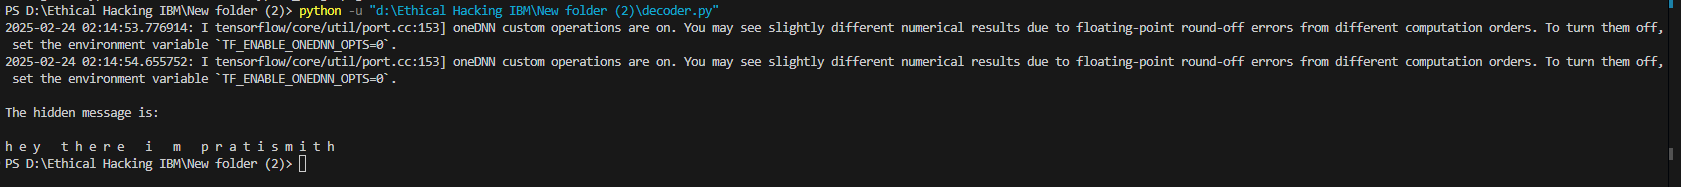 PS D:\Ethical Hacking IBM\New folder (2)> python -u "d:\Ethical Hacking IBM\New folder (2)\decoder.py"
2025-02-24 02:14:53.776914: I tensorflow/core/util/port.cc:153] oneDNN custom operations are on. You may see slightly different numerical results due to floating-point round-off errors from different computation orders. To turn them off,
set the environment variable `TF_ENABLE_ONEDNN_OPTS=0`.
2025-02-24 02:14:54.655752: I tensorflow/core/util/port.cc:153] oneDNN custom operations are on. You may see slightly different numerical results due to floating-point round-off errors from different computation orders. To turn them off,
set the environment variable `TF_ENABLE_ONEDNN_OPTS=0`.
The hidden message is:
h e y   t h e r e   i   m   p r a t i s m i t h
PS D:\Ethical Hacking IBM\New folder (2)>